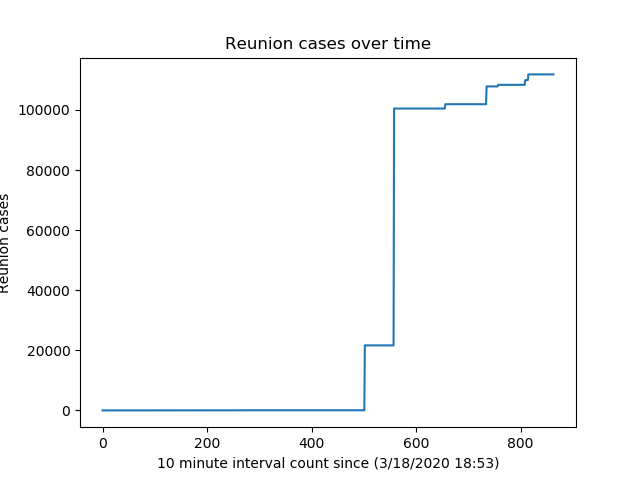 Reunion cases over time
100000
80000
60000
40000
20000
0
Reunion cases
0 200 400 600 800
10 minute interval count since (3/18/2020 18:53)